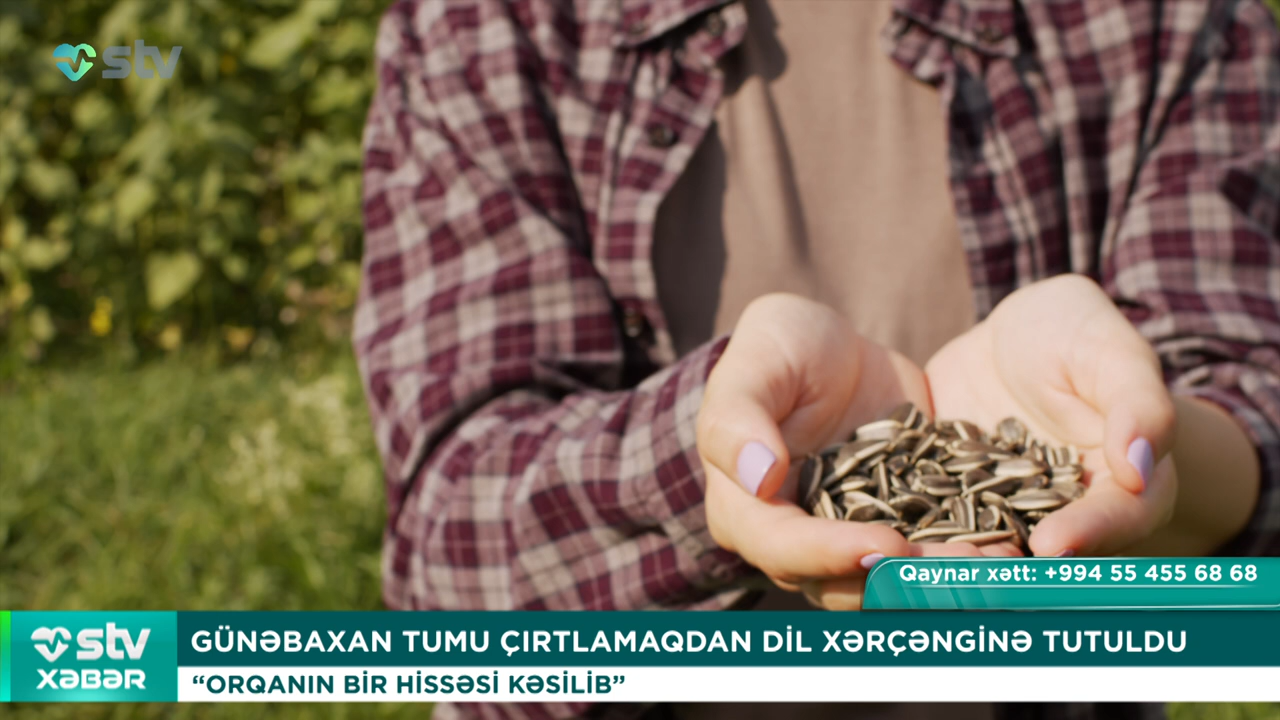 stv
Qaynar xətt: +994 55 455 68 68
stv
XƏBƏR
GÜNƏBAXAN TUMU ÇIRTLAMAQDAN DİL XƏRÇƏNGİNƏ TUTULDU
“ORQANIN BİR HİSSƏSİ KƏSİLİB”